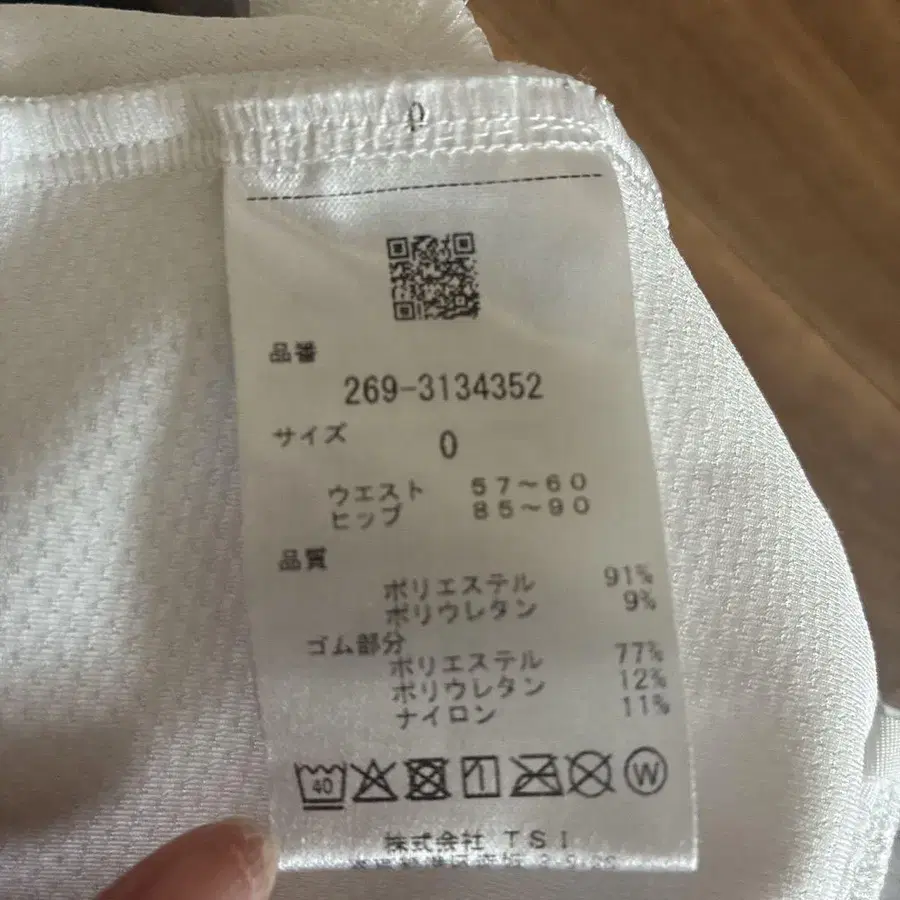 品番
269-3134352
サイズ 0
ウエスト 57〜60
ヒップ 85〜90
品質
ポリエステル 91%
ポリウレタン 9%
ゴム部分
ポリエステル 77%
ポリウレタン 12%
ナイロン 11%
40 W
株式会社 TSI